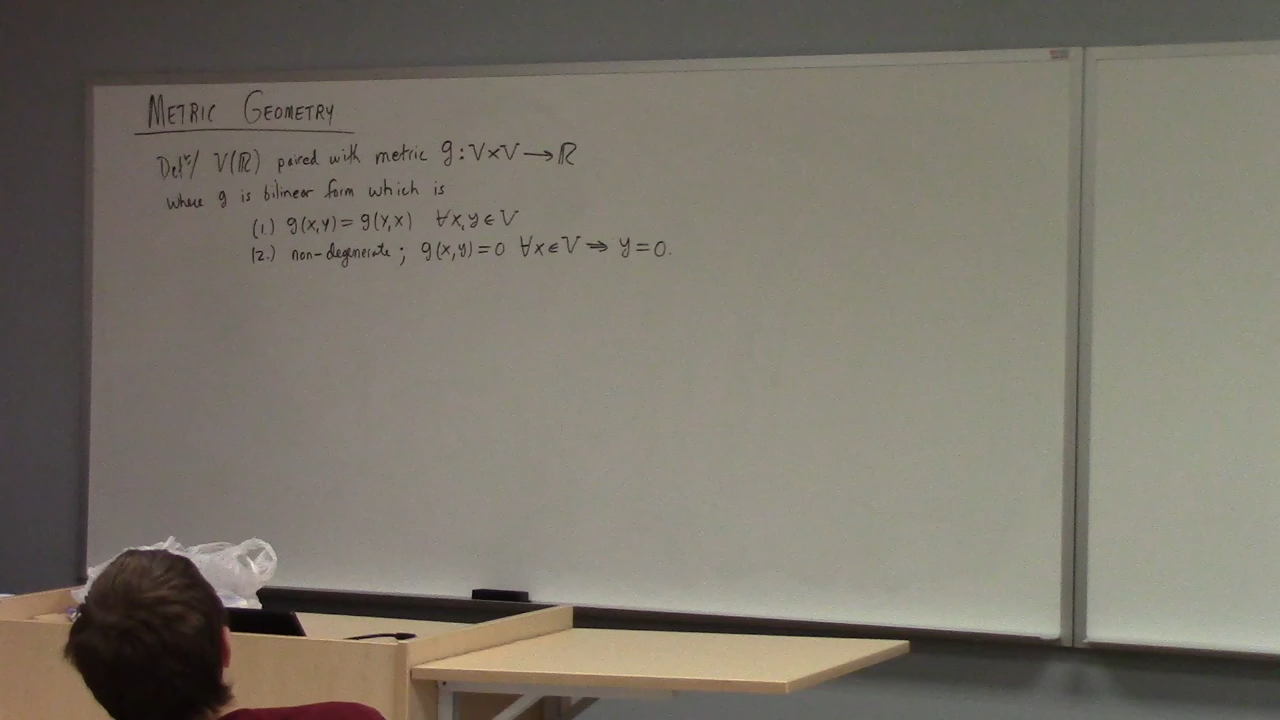 METRIC GEOMETRY
Defⁿ/ V(ℝ) paired with metric g : V×V → ℝ
where g is bilinear form which is
(1.) g(x,y) = g(y,x) ∀x,y ∈ V
(2.) non-degenerate ; g(x,y) = 0 ∀x ∈ V ⇒ y = 0.